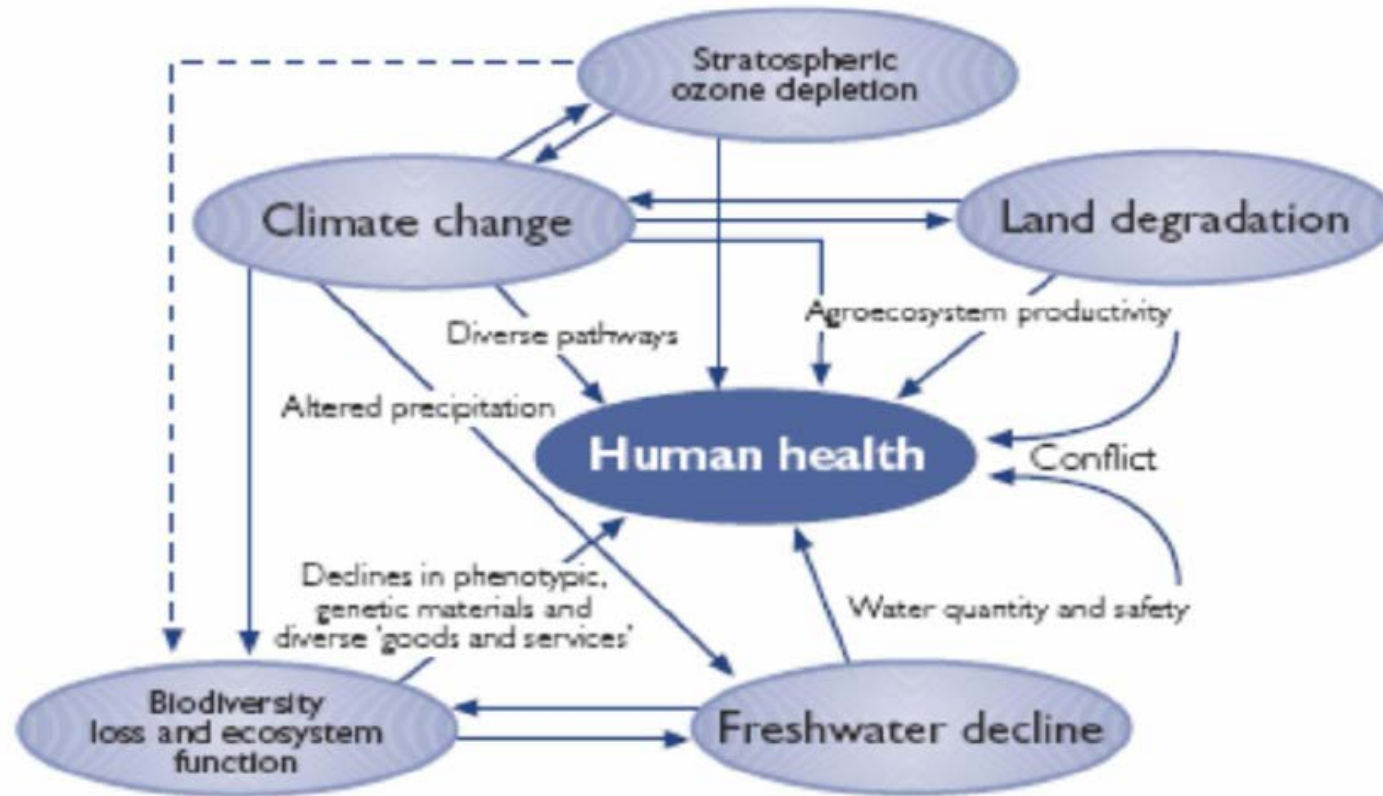 Stratospheric
ozone depletion
Climate change
Land degradation
Diverse pathways
Agroecosystem productivity
Altered precipitation
Human health
Conflict
Declines in phenotypic,
genetic materials and
diverse 'goods and services'
Water quantity and safety
Biodiversity
loss and ecosystem
function
Freshwater decline